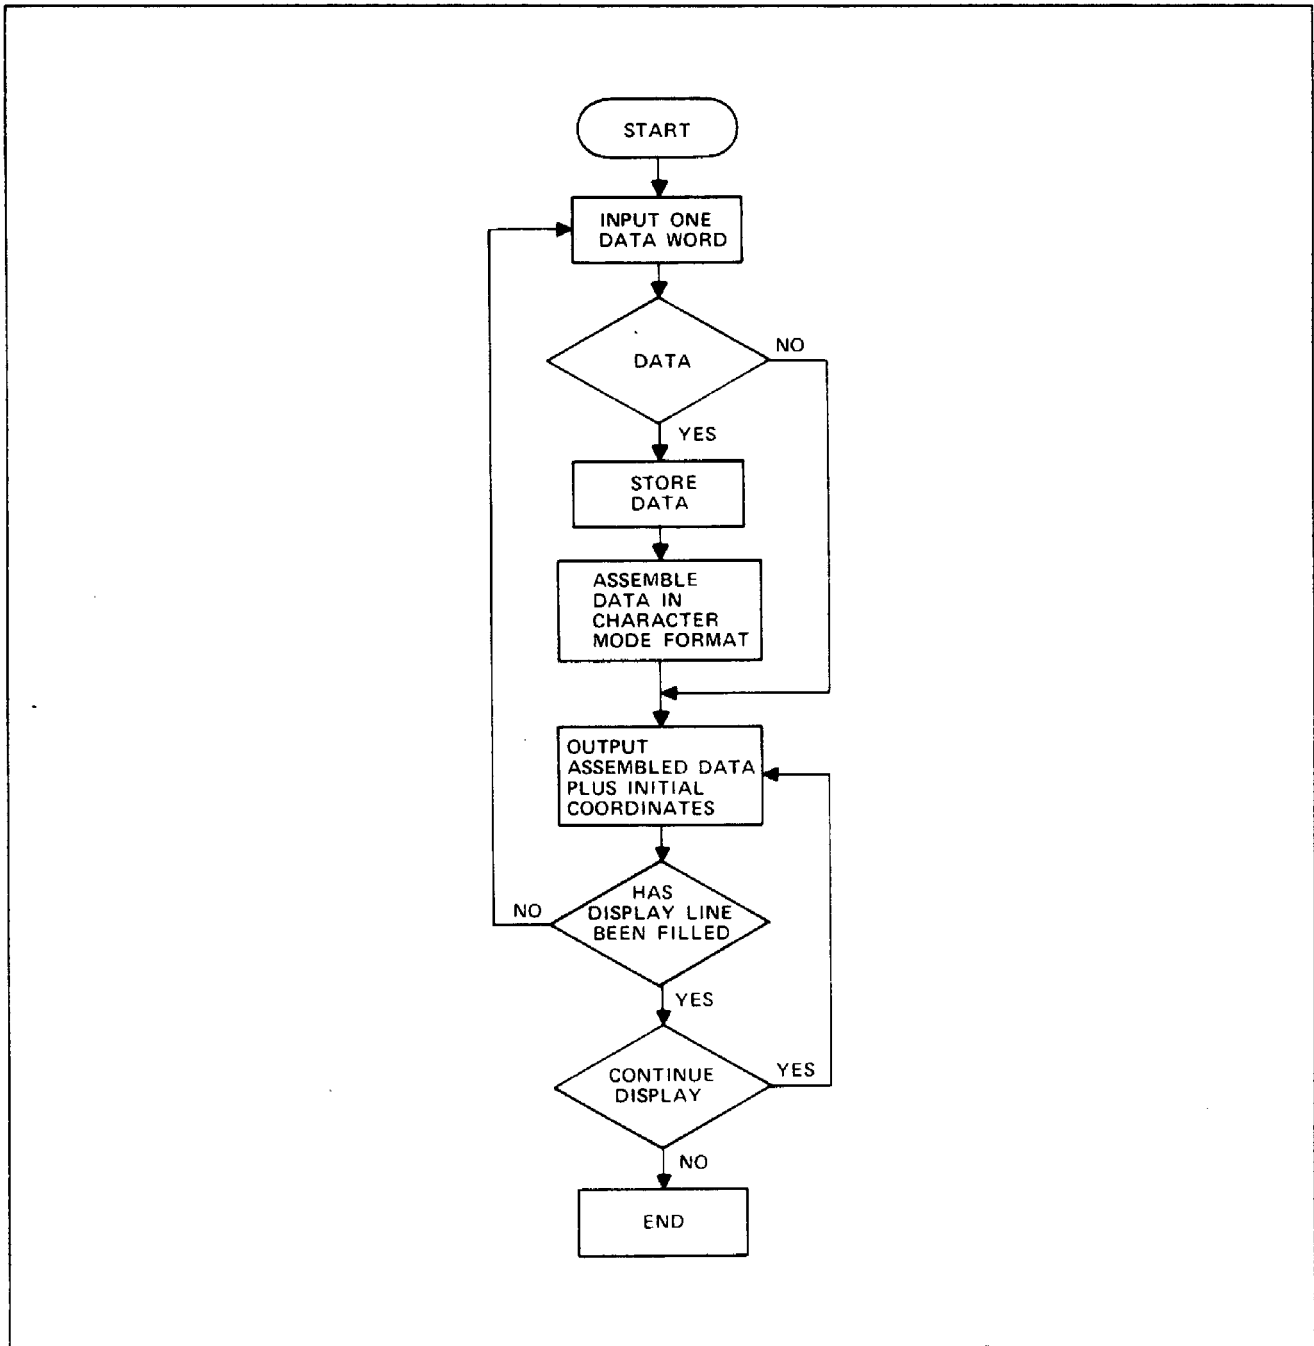 START
INPUT ONE
DATA WORD
DATA
NO
YES
STORE
DATA
ASSEMBLE
DATA IN
CHARACTER
MODE FORMAT
OUTPUT
ASSEMBLED DATA
PLUS INITIAL
COORDINATES
HAS
DISPLAY LINE
BEEN FILLED
NO
YES
CONTINUE
DISPLAY
YES
NO
END